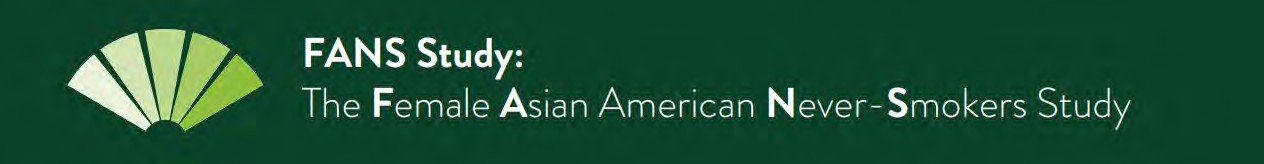 FANS Study:
The Female Asian American Never-Smokers Study